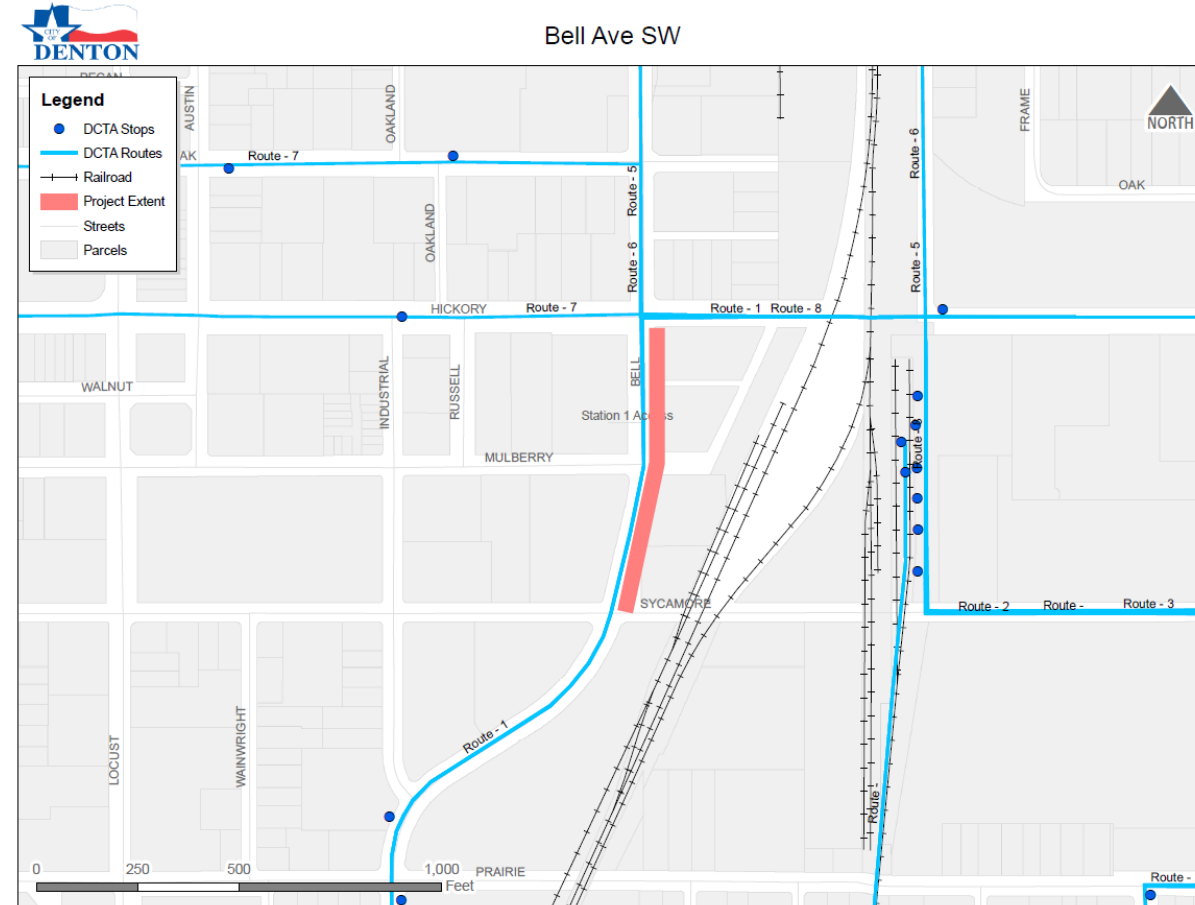 CITY
OF
DENTON
Bell Ave SW
Legend
DCTA Stops
DCTA Routes
Railroad
Project Extent
Streets
Parcels
AUSTIN
OAKLAND
FRAME
NORTH
AK
Route - 7
OAK
Route - 5
Route - 6
OAKLAND
Route - 6
Route - 5
HICKORY
Route - 7
Route - 1
Route - 8
WALNUT
INDUSTRIAL
RUSSELL
BELL
Station 1 Access
MULBERRY
SYCAMORE
Route - 2
Route -
Route - 3
LOCUST
WAINWRIGHT
Route - 1
Route -
0
250
500
1,000
Feet
PRAIRIE
Route -